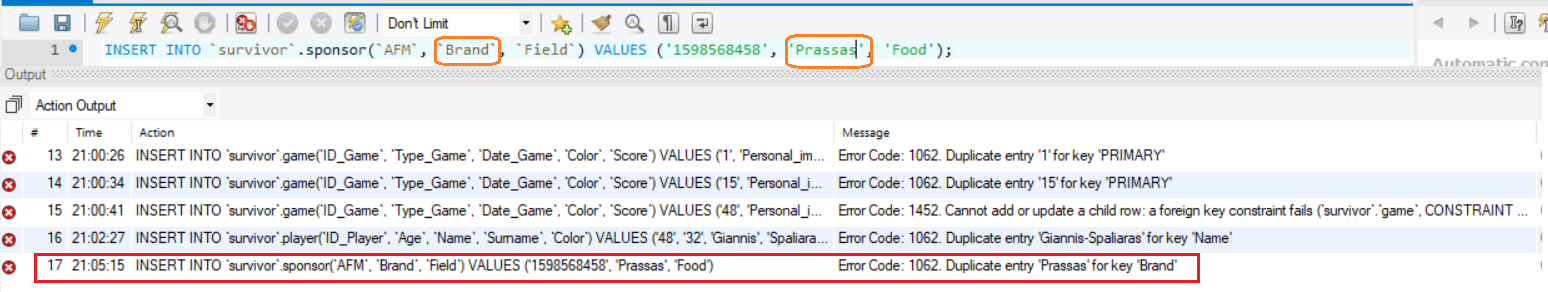 Don't Limit
1 INSERT INTO `survivor`.sponsor(`AFM`, `Brand`, `Field`) VALUES ('1598568458', 'Prassas', 'Food');
Output
Action Output
# Time Action Message
13 21:00:26 INSERT INTO `survivor`.game(`ID_Game`, `Type_Game`, `Date_Game`, `Color`, `Score`) VALUES ('1', 'Personal_im... Error Code: 1062. Duplicate entry '1' for key 'PRIMARY'
14 21:00:34 INSERT INTO `survivor`.game(`ID_Game`, `Type_Game`, `Date_Game`, `Color`, `Score`) VALUES ('15', 'Personal_i... Error Code: 1062. Duplicate entry '15' for key 'PRIMARY'
15 21:00:41 INSERT INTO `survivor`.game(`ID_Game`, `Type_Game`, `Date_Game`, `Color`, `Score`) VALUES ('48', 'Personal_i... Error Code: 1452. Cannot add or update a child row: a foreign key constraint fails (`survivor`.`game`, CONSTRAINT ...
16 21:02:27 INSERT INTO `survivor`.player(`ID_Player`, `Age`, `Name`, `Surname`, `Color`) VALUES ('48', '32', 'Giannis', 'Spaliara... Error Code: 1062. Duplicate entry 'Giannis-Spaliaras' for key 'Name'
17 21:05:15 INSERT INTO `survivor`.sponsor(`AFM`, `Brand`, `Field`) VALUES ('1598568458', 'Prassas', 'Food') Error Code: 1062. Duplicate entry 'Prassas' for key 'Brand'